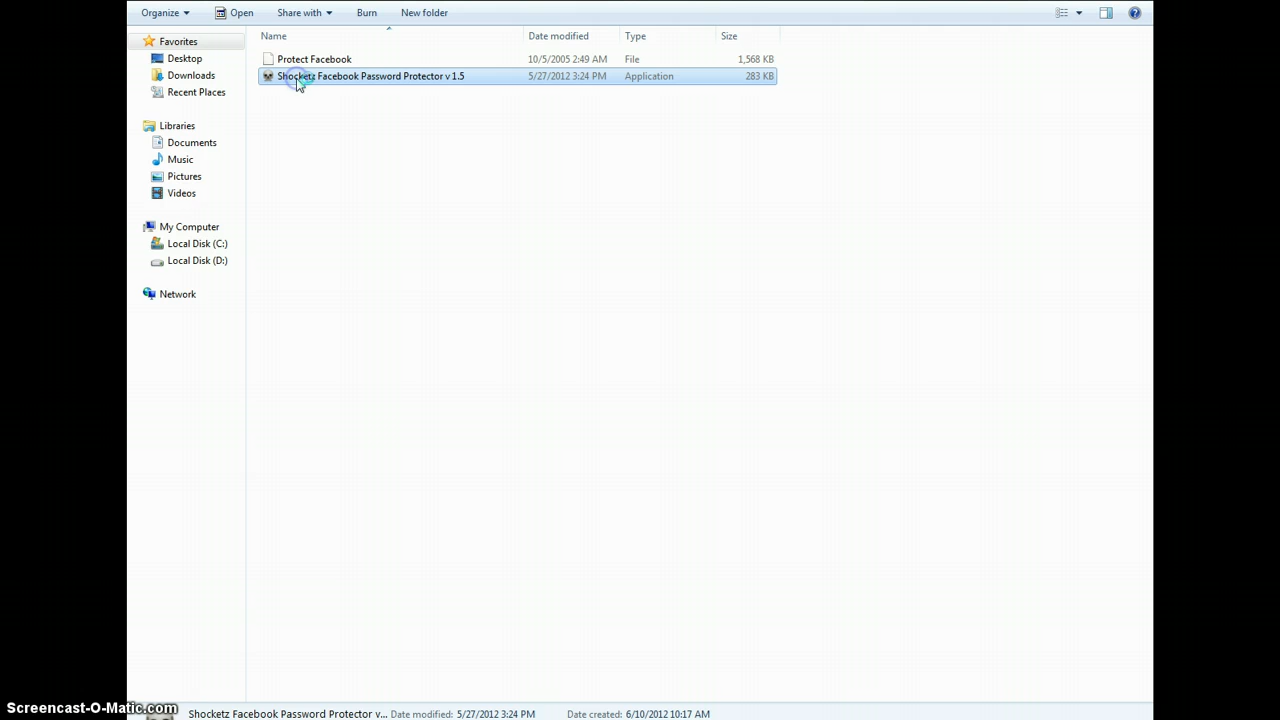 Organize Open Share with Burn New folder
Name Date modified Type Size
Favorites
Desktop
Downloads
Recent Places
Libraries
Documents
Music
Pictures
Videos
My Computer
Local Disk (C:)
Local Disk (D:)
Network
Protect Facebook 10/5/2005 2:49 AM File 1,568 KB
Shocketz Facebook Password Protector v 1.5 5/27/2012 3:24 PM Application 283 KB
Shocketz Facebook Password Protector v... Date modified: 5/27/2012 3:24 PM Date created: 6/10/2012 10:17 AM
Screencast-O-Matic.com